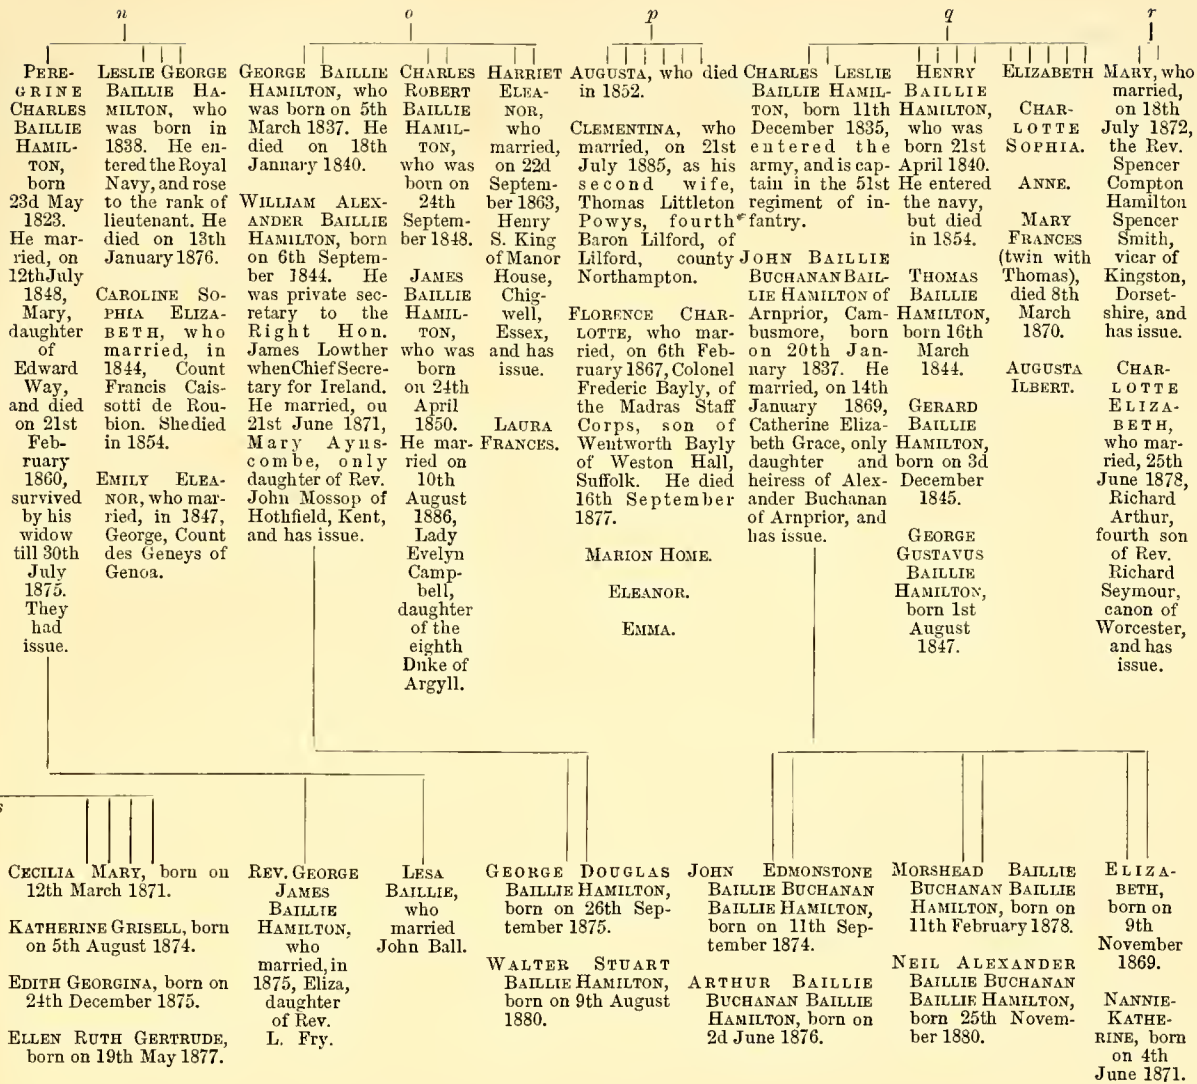 n
o
p
q
r
PERE-
GRINE
CHARLES
BAILLIE
HAMIL-
TON,
born
23d May
1823.
He mar-
ried, on
12th July
1848,
Mary,
daughter
of
Edward
Way,
and died
on 21st
Feb-
ruary
1860,
survived
by his
widow
till 30th
July
1875.
They
had
issue.
LESLIE GEORGE
BAILLIE HA-
MILTON, who
was born in
1838. He en-
tered the Royal
Navy, and rose
to the rank of
lieutenant. He
died on 13th
January 1876.
CAROLINE SO-
PHIA ELIZA-
BETH, who
married, in
1844, Count
Francis Cais-
sotti de Rou-
bion. She died
in 1854.
EMILY ELEA-
NOR, who mar-
ried, in 1847,
George, Count
des Geneys of
Genoa.
GEORGE BAILLIE
HAMILTON, who
was born on 5th
March 1837. He
died on 18th
January 1840.
WILLIAM ALEX-
ANDER BAILLIE
HAMILTON, born
on 6th Septem-
ber 1844. He
was private sec-
retary to the
Right Hon.
James Lowther
when Chief Secre-
tary for Ireland.
He married, on
21st June 1871,
Mary Ayns-
combe, only
daughter of Rev.
John Mossop of
Hothfield, Kent,
and has issue.
CHARLES
ROBERT
BAILLIE
HAMIL-
TON,
who was
born on
24th
Septem-
ber 1848.
JAMES
BAILLIE
HAMIL-
TON,
who was
born
on 24th
April
1850.
He mar-
ried on
10th
August
1886,
Lady
Evelyn
Camp-
bell,
daughter
of the
eighth
Duke of
Argyll.
HARRIET
ELEA-
NOR,
who
married,
on 22d
Septem-
ber 1863,
Henry
S. King
of Manor
House,
Chig-
well,
Essex,
and has
issue.
LAURA
FRANCES.
AUGUSTA, who died
in 1852.
CLEMENTINA, who
married, on 21st
July 1885, as his
second wife,
Thomas Littleton
Powys, fourth
Baron Lilford, of
Lilford, county
Northampton.
FLORENCE CHAR-
LOTTE, who mar-
ried, on 6th Feb-
ruary 1867, Colonel
Frederic Bayly, of
the Madras Staff
Corps, son of
Wentworth Bayly
of Weston Hall,
Suffolk. He died
16th September
1877.
MARION HOME.
ELEANOR.
EMMA.
CHARLES LESLIE
BAILLIE HAMIL-
TON, born 11th
December 1835,
entered the
army, and is cap-
tain in the 51st
regiment of in-
fantry.
JOHN BAILLIE
BUCHANAN BAIL-
LIE HAMILTON of
Arnprior, Cam-
busmore, born
on 20th Jan-
uary 1837. He
married, on 14th
January 1869,
Catherine Eliza-
beth Grace, only
daughter and
heiress of Alex-
ander Buchanan
of Arnprior, and
has issue.
HENRY
BAILLIE
HAMILTON,
who was
born 21st
April 1840.
He entered
the navy,
but died
in 1854.
THOMAS
BAILLIE
HAMILTON,
born 16th
March
1844.
GERARD
BAILLIE
HAMILTON,
born on 3d
December
1845.
GEORGE
GUSTAVUS
BAILLIE
HAMILTON,
born 1st
August
1847.
ELIZABETH
CHAR-
LOTTE
SOPHIA.
ANNE.
MARY
FRANCES
(twin with
Thomas),
died 8th
March
1870.
AUGUSTA
ILBERT.
MARY, who
married,
on 18th
July 1872,
the Rev.
Spencer
Compton
Hamilton
Spencer
Smith,
vicar of
Kingston,
Dorset-
shire, and
has issue.
CHAR-
LOTTE
ELIZA-
BETH,
who mar-
ried, 25th
June 1878,
Richard
Arthur,
fourth son
of Rev.
Richard
Seymour,
canon of
Worcester,
and has
issue.
s
CECILIA MARY, born on
12th March 1871.
KATHERINE GRISELL, born
on 5th August 1874.
EDITH GEORGINA, born on
24th December 1875.
ELLEN RUTH GERTRUDE,
born on 19th May 1877.
REV. GEORGE
JAMES
BAILLIE
HAMILTON,
who
married, in
1875, Eliza,
daughter
of Rev.
L. Fry.
LESA
BAILLIE,
who
married
John Ball.
GEORGE DOUGLAS
BAILLIE HAMILTON,
born on 26th Sep-
tember 1875.
WALTER STUART
BAILLIE HAMILTON,
born on 9th August
1880.
JOHN EDMONSTONE
BAILLIE BUCHANAN
BAILLIE HAMILTON,
born on 11th Sep-
tember 1874.
ARTHUR BAILLIE
BUCHANAN BAILLIE
HAMILTON, born on
2d June 1876.
MORSHEAD BAILLIE
BUCHANAN BAILLIE
HAMILTON, born on
11th February 1878.
NEIL ALEXANDER
BAILLIE BUCHANAN
BAILLIE HAMILTON,
born 25th Novem-
ber 1880.
ELIZA-
BETH,
born on
9th
November
1869.
NANNIE-
KATHE-
RINE, born
on 4th
June 1871.